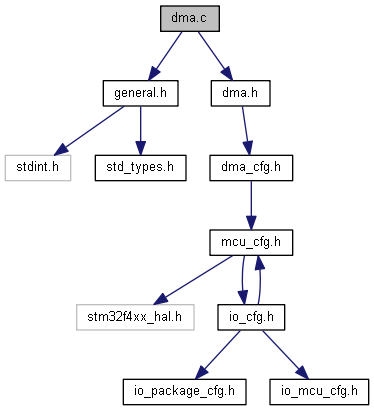 dma.c
general.h
dma.h
stdint.h
std_types.h
dma_cfg.h
mcu_cfg.h
stm32f4xx_hal.h
io_cfg.h
io_package_cfg.h
io_mcu_cfg.h